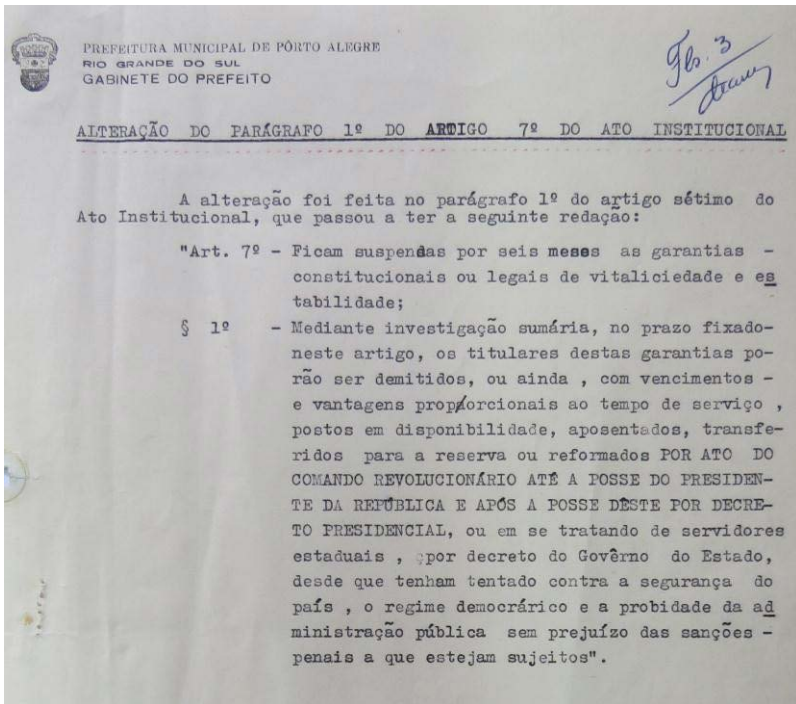 PREFEITURA MUNICIPAL DE PÔRTO ALEGRE
RIO GRANDE DO SUL
GABINETE DO PREFEITO
Fls. 3
ALTERAÇÃO DO PARÁGRAFO 1º DO ARTIGO 7º DO ATO INSTITUCIONAL
A alteração foi feita no parágrafo 1º do artigo sétimo do
Ato Institucional, que passou a ter a seguinte redação:
"Art. 7º - Ficam suspendas por seis meses as garantias -
constitucionais ou legais de vitaliciedade e es
tabilidade;
§ 1º - Mediante investigação sumária, no prazo fixado-
neste artigo, os titulares destas garantias po-
rão ser demitidos, ou ainda , com vencimentos -
e vantagens prop/orcionais ao tempo de serviço ,
postos em disponibilidade, aposentados, transfe-
ridos para a reserva ou reformados POR ATO DO
COMANDO REVOLUCIONÁRIO ATÉ A POSSE DO PRESIDEN-
TE DA REPÚBLICA E APÓS A POSSE DÊSTE POR DECRE-
TO PRESIDENCIAL, ou em se tratando de servidores
estaduais , por decreto do Govêrno do Estado,
desde que tenham tentado contra a segurança do
país , o regime democrárico e a probidade da ad
ministração pública sem prejuízo das sanções -
penais a que estejam sujeitos".